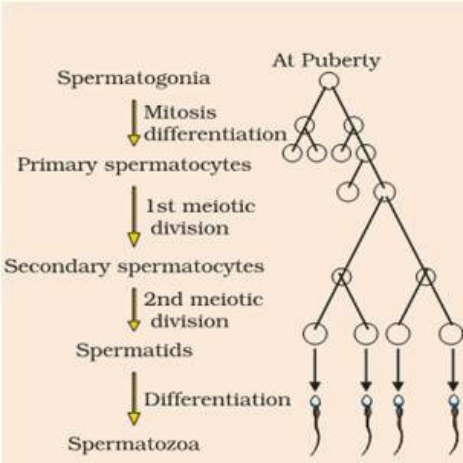 At Puberty
Spermatogonia
Mitosis
differentiation
Primary spermatocytes
1st meiotic
division
Secondary spermatocytes
2nd meiotic
division
Spermatids
Differentiation
Spermatozoa